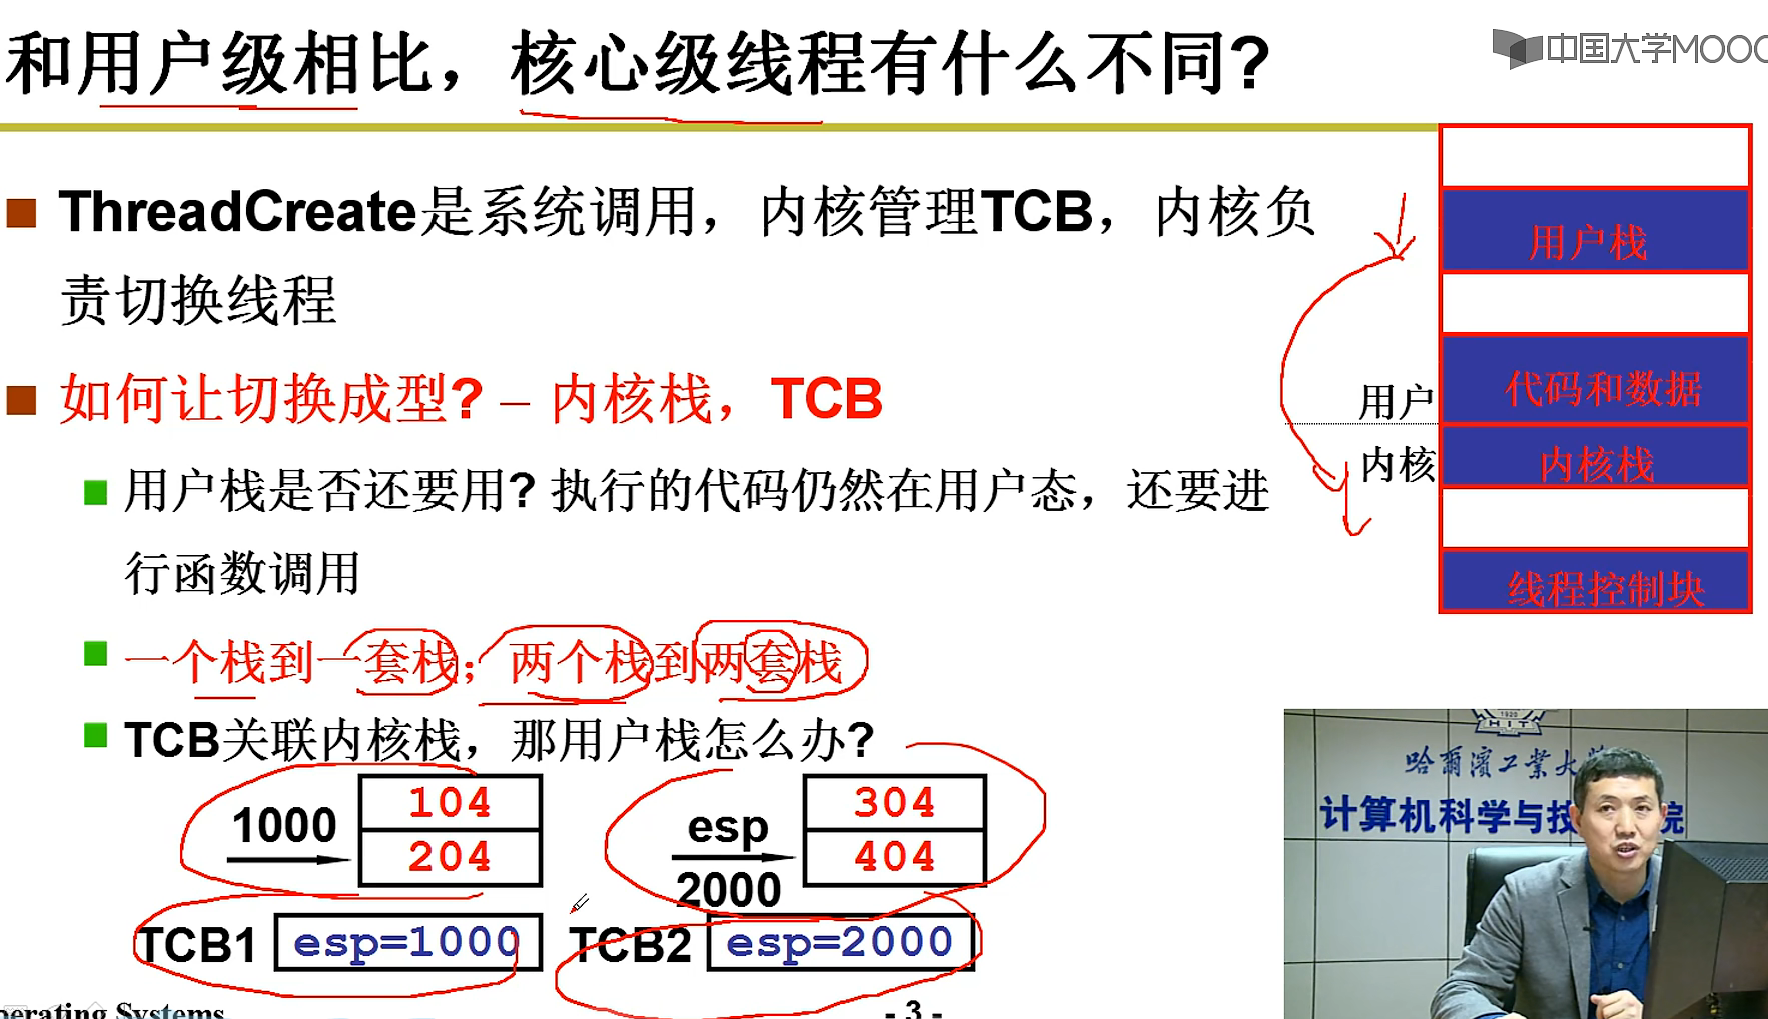 和用户级相比，核心级线程有什么不同?
中国大学MOOC
ThreadCreate是系统调用，内核管理TCB，内核负
责切换线程
如何让切换成型? – 内核栈，TCB
用户栈是否还要用? 执行的代码仍然在用户态，还要进
行函数调用
一个栈到一套栈；两个栈到两套栈
TCB关联内核栈，那用户栈怎么办?
用户栈
代码和数据
用户
内核
内核栈
线程控制块
1000
104
204
esp
2000
304
404
TCB1
esp=1000
TCB2
esp=2000
1920
HIT
哈爾濱工業大
计算机科学与技
院
perating Systems
- 3 -